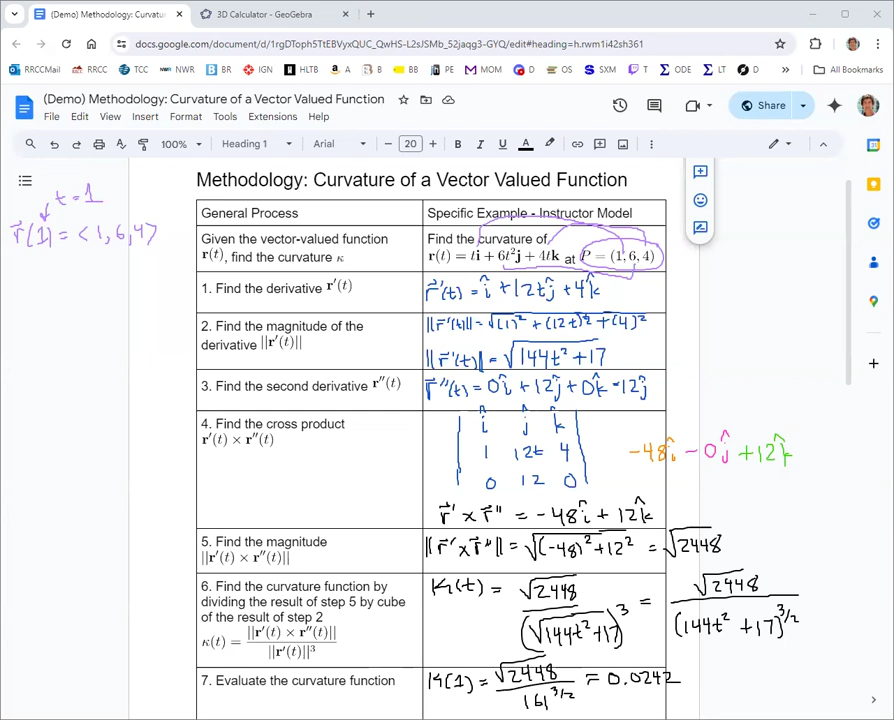 (Demo) Methodology: Curvatu
3D Calculator - GeoGebra
docs.google.com/document/d/1rgDToph5TtEBVyxQUC_QwHS-L2sJSMb_52jaqg3-GYQ/edit#heading=h.rwm1i42sh361
RRCCMail
RRCC
NWR
BR
IGN
HLTB
A
BB
PE
MOM
D
OS
SXM
T
ODE
LT
D
All Bookmarks
(Demo) Methodology: Curvature of a Vector Valued Function
File Edit View Insert Format Tools Extensions Help
Share
100%
Heading 1
Arial
20
B I U A
t = 1
r⃗(1) = <1, 6, 4>
Methodology: Curvature of a Vector Valued Function
General Process
Specific Example - Instructor Model
Given the vector-valued function
r(t), find the curvature κ
Find the curvature of
r(t) = ti + 6t²j + 4tk at P = (1, 6, 4)
1. Find the derivative r′(t)
r⃗'(t) = î + 12tĵ + 4k̂
2. Find the magnitude of the
derivative ||r′(t)||
||r⃗'(t)|| = √((1)² + (12t)² + (4)²)
||r⃗'(t)|| = √(144t² + 17)
3. Find the second derivative r″(t)
r⃗''(t) = 0î + 12ĵ + 0k̂ = 12ĵ
4. Find the cross product
r′(t) × r″(t)
î ĵ k̂
1 12t 4
0 12 0
-48î - 0ĵ + 12k̂
r⃗' x r⃗'' = -48î + 12k̂
5. Find the magnitude
||r′(t) × r″(t)||
||r⃗' x r⃗''|| = √((-48)² + 12²) = √2448
6. Find the curvature function by
dividing the result of step 5 by cube
of the result of step 2
κ(t) = ||r′(t) × r″(t)|| / ||r′(t)||³
K(t) = √2448 / (√(144t² + 17))³ = √2448 / (144t² + 17)^3/2
7. Evaluate the curvature function
K(1) = √2448 / 161^3/2 ≈ 0.0242